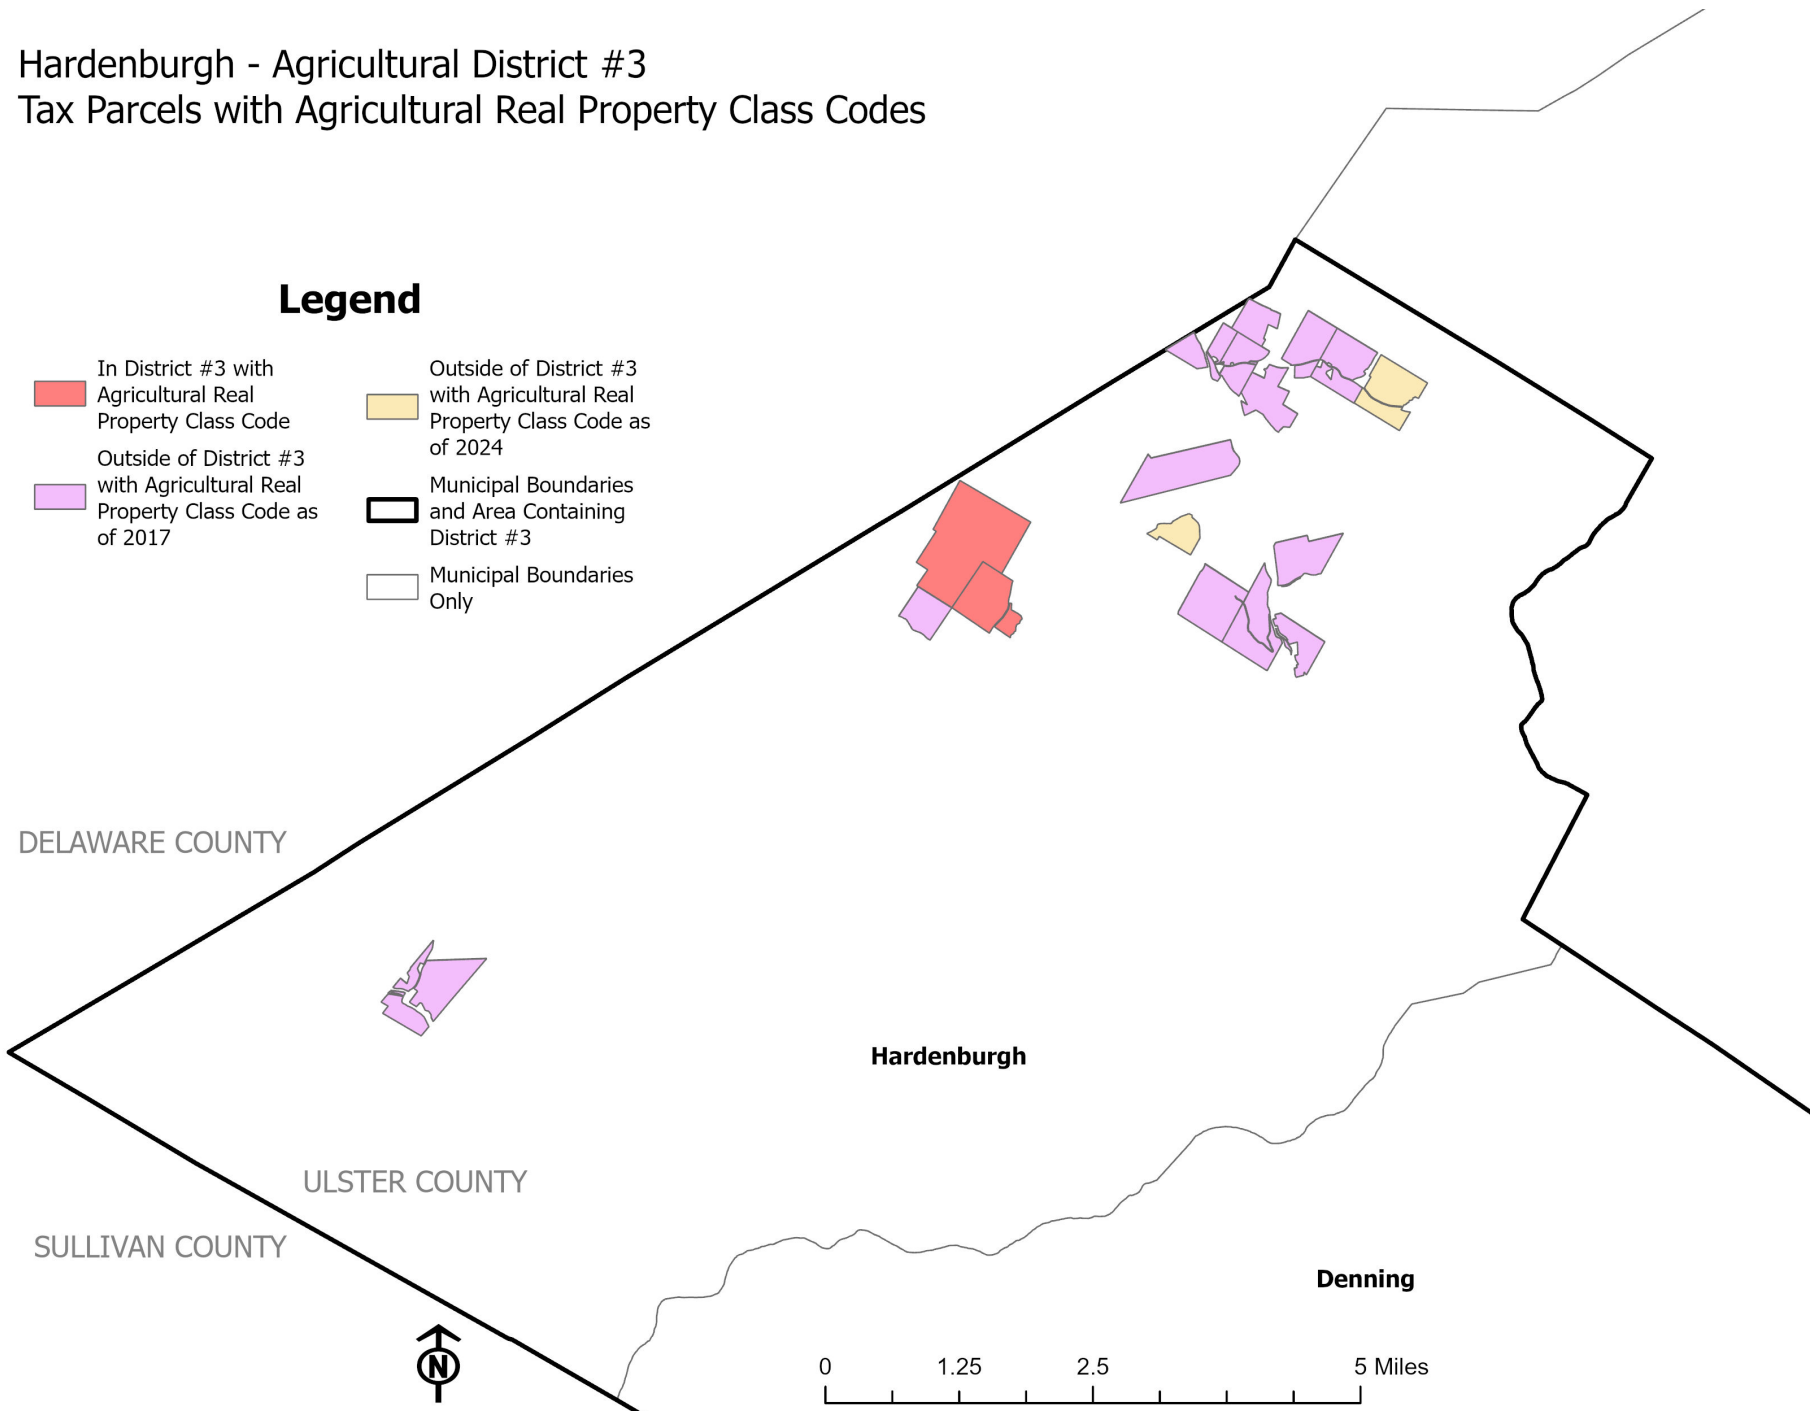 Hardenburgh - Agricultural District #3
Tax Parcels with Agricultural Real Property Class Codes
Legend
In District #3 with
Agricultural Real
Property Class Code
Outside of District #3
with Agricultural Real
Property Class Code as
of 2017
Outside of District #3
with Agricultural Real
Property Class Code as
of 2024
Municipal Boundaries
and Area Containing
District #3
Municipal Boundaries
Only
DELAWARE COUNTY
Hardenburgh
ULSTER COUNTY
SULLIVAN COUNTY
Denning
N
0 1.25 2.5 5 Miles